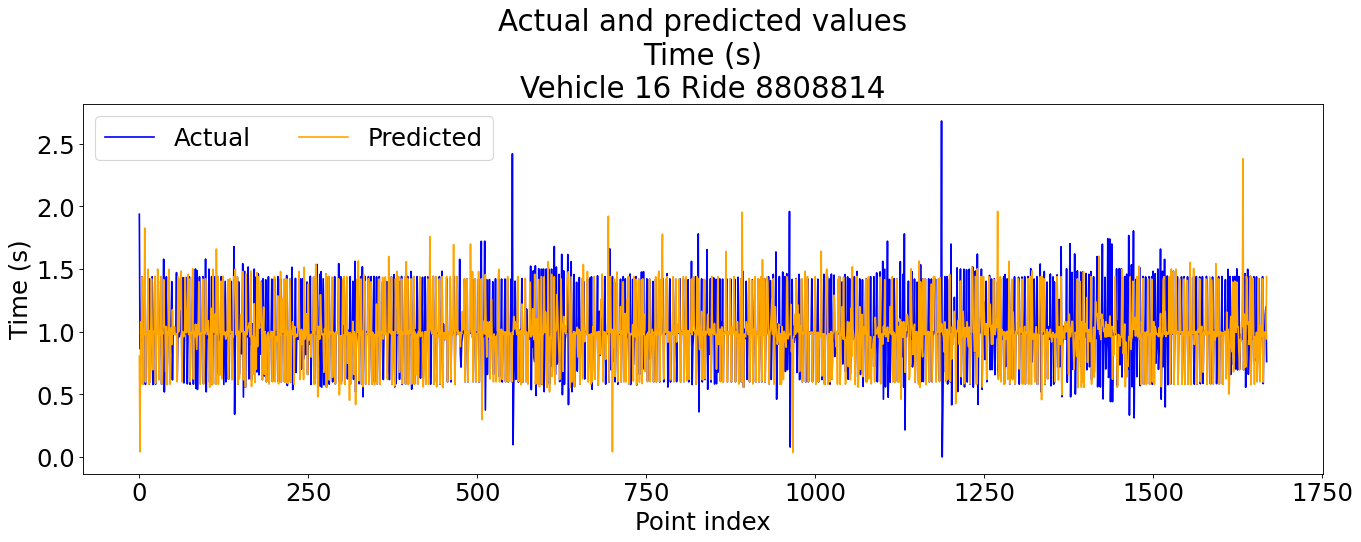 Actual and predicted values
Time (s)
Vehicle 16 Ride 8808814
Actual Predicted
Time (s)
2.5
2.0
1.5
1.0
0.5
0.0
0 250 500 750 1000 1250 1500 1750
Point index